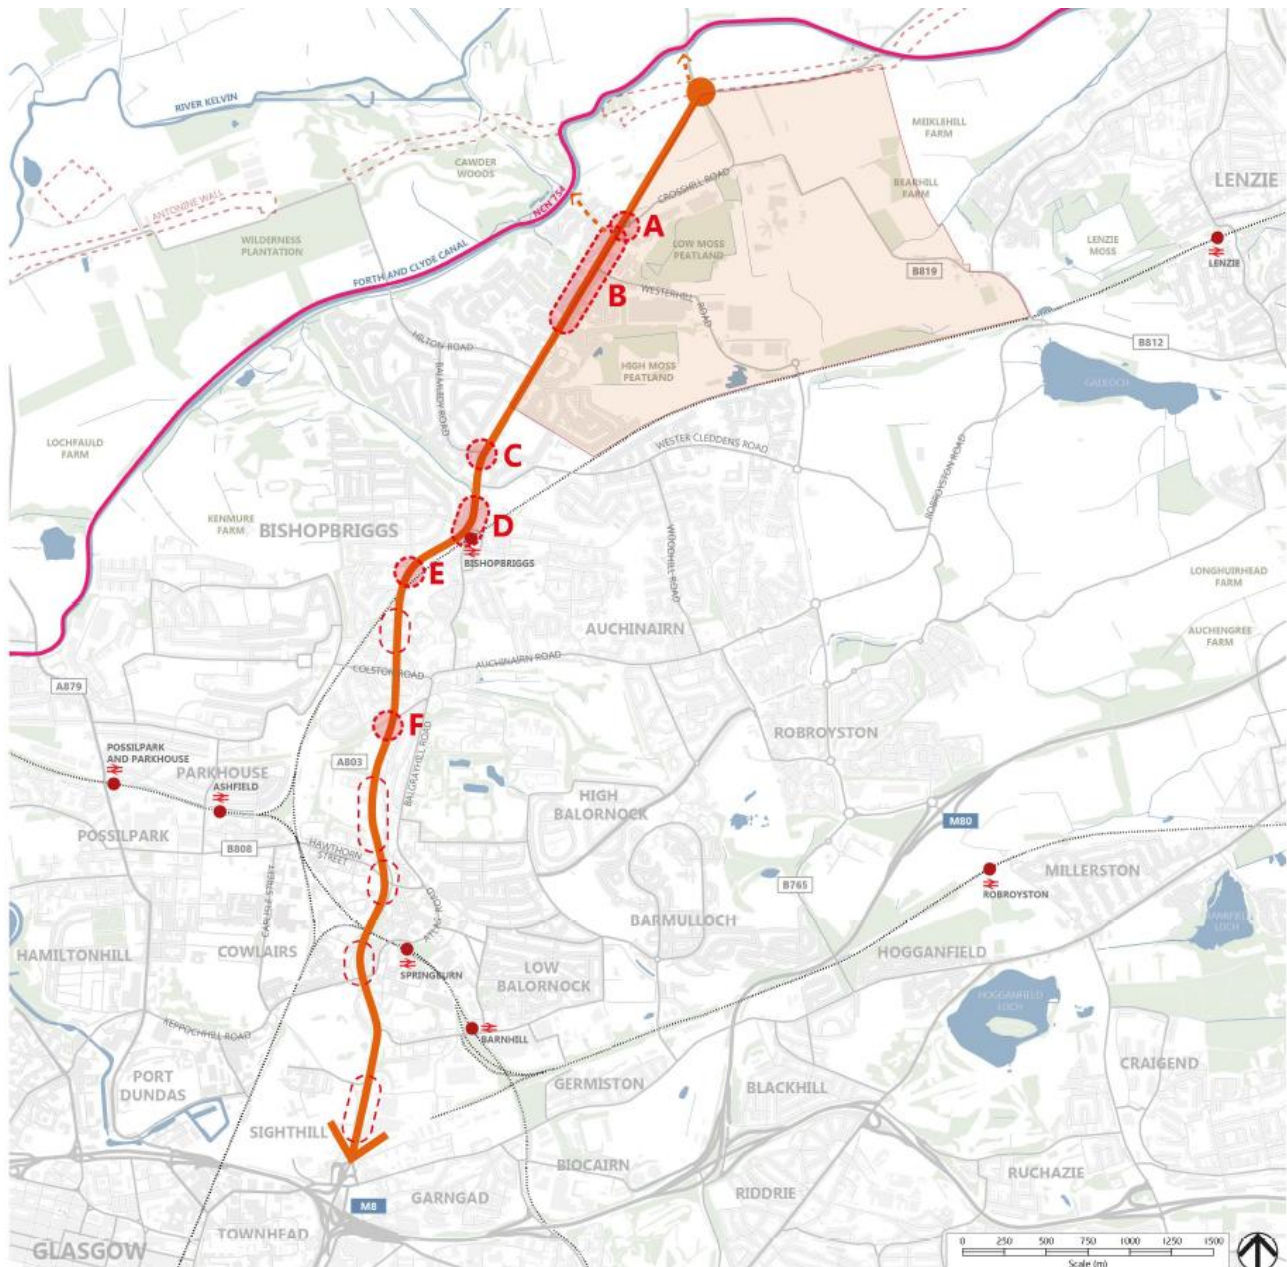 RIVER KELVIN
MEIKLEHILL
FARM
CAWDER
WOODS
CROSSHILL ROAD
BEARHILL
FARM
LENZIE
NCN 754
ANTONINE WALL
A
WILDERNESS
PLANTATION
LOW MOSS
PEATLAND
LENZIE
MOSS
LENZIE
FORTH AND CLYDE CANAL
B819
B
WESTERHILL ROAD
HILTON ROAD
B812
BALMUILDY ROAD
HIGH MOSS
PEATLAND
GADLOCH
LOCHFAULD
FARM
C
WESTER CLEDDENS ROAD
ROBROYSTON ROAD
KENMURE
FARM
BISHOPBRIGGS
D
BISHOPBRIGGS
WOODHILL ROAD
E
LONGHUIRHEAD
FARM
AUCHINAIRN
AUCHENGREE
FARM
COLSTON ROAD
AUCHINAIRN ROAD
A879
F
ROBROYSTON
POSSILPARK
AND PARKHOUSE
PARKHOUSE
ASHFIELD
A803
BALGRAYHILL ROAD
HIGH
BALORNOCK
M80
POSSILPARK
B808
HAWTHORN
STREET
CARLISLE STREET
B765
MILLERSTON
ROBROYSTON
ATLAS ROAD
BARMULLOCH
HAMILTONHILL
COWLAIRS
HOGGANFIELD
SPRINGBURN
LOW
BALORNOCK
HOGGANFIELD
LOCH
KEPPOCHHILL ROAD
BARNHILL
PORT
DUNDAS
GERMISTON
BLACKHILL
CRAIGEND
SIGHTHILL
BIOCAIRN
RUCHAZIE
GARNGAD
RIDDRIE
M8
TOWNHEAD
GLASGOW
0 250 500 750 1000 1250 1500
Scale (m)